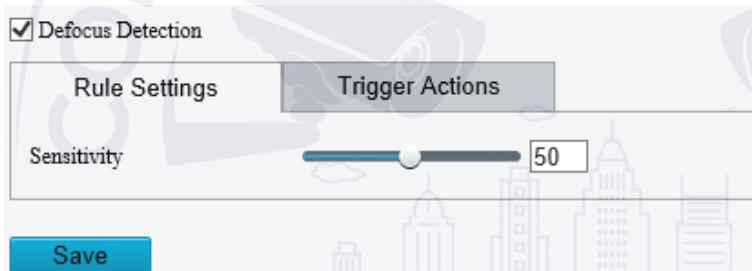 Defocus Detection
Rule Settings Trigger Actions
Sensitivity 50
Save